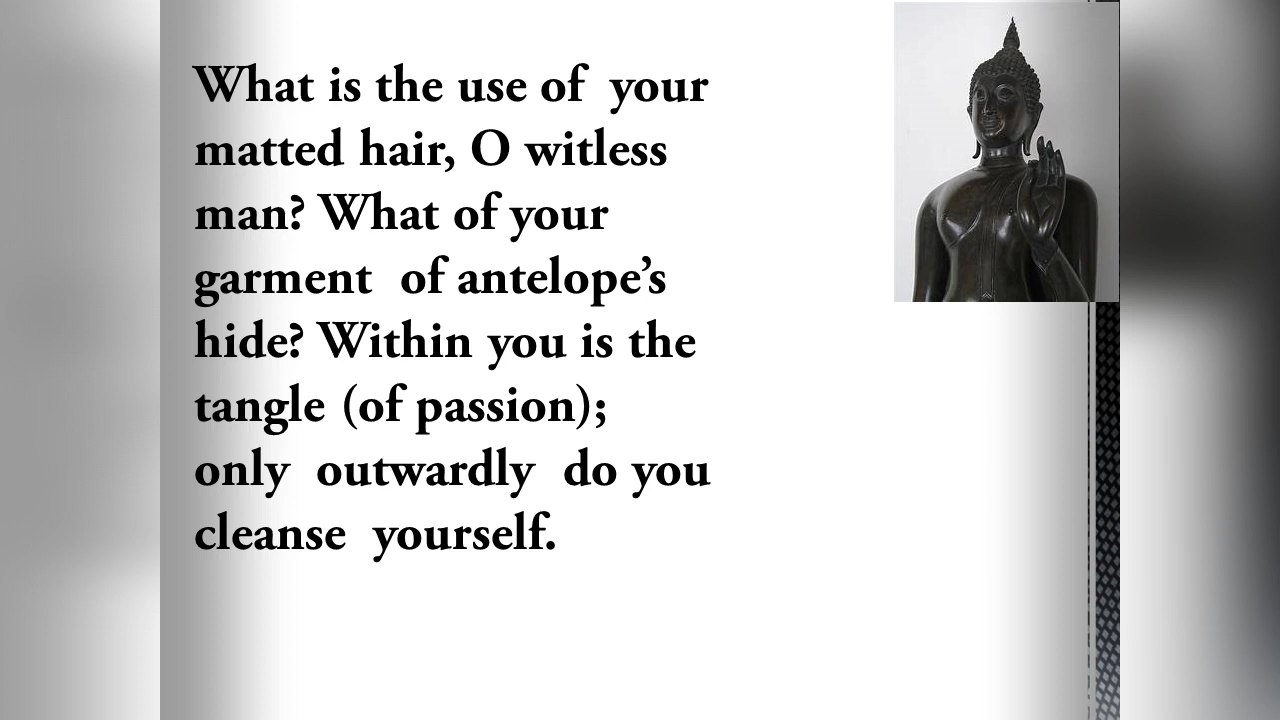 What is the use of your
matted hair, O witless
man? What of your
garment of antelope’s
hide? Within you is the
tangle (of passion);
only outwardly do you
cleanse yourself.